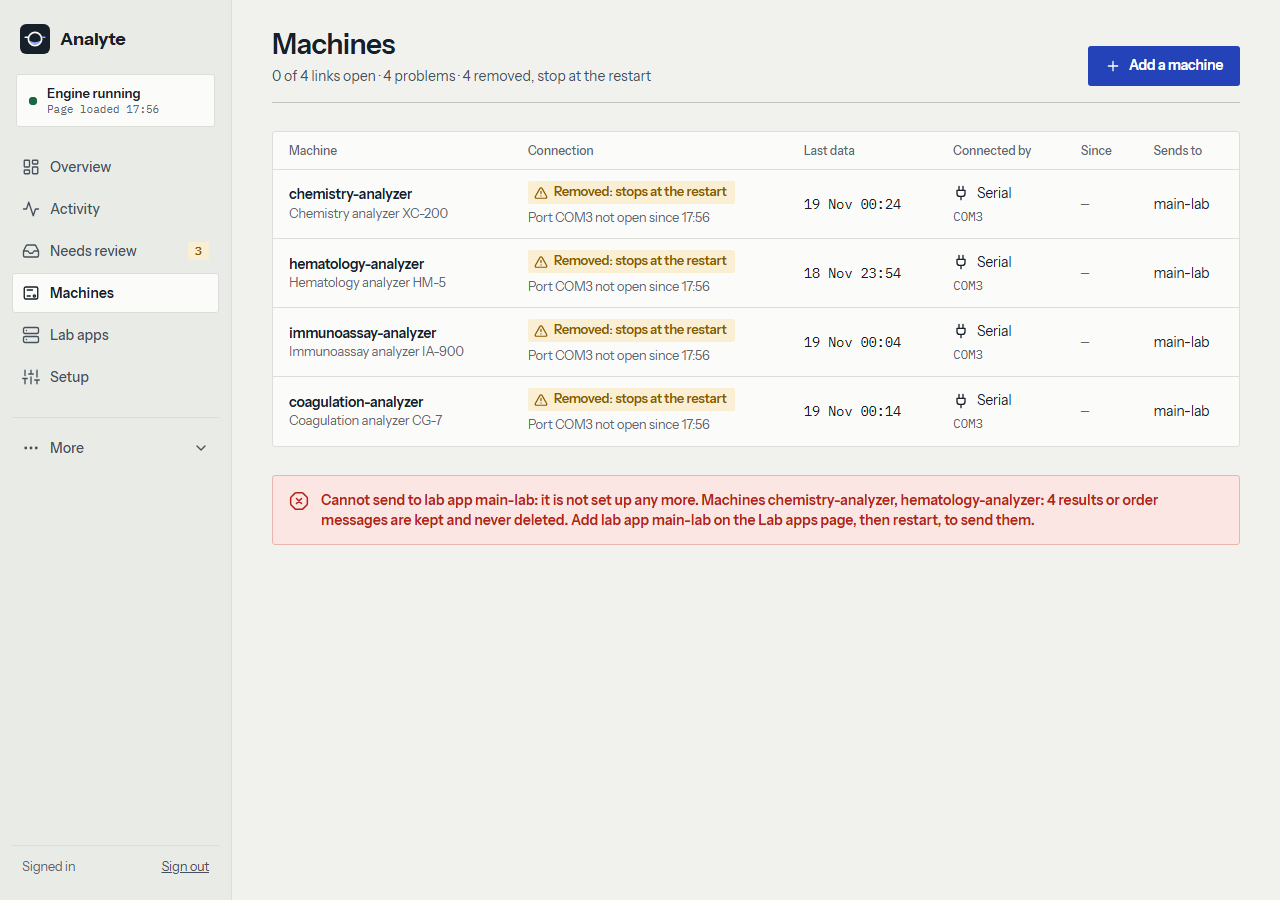 Analyte
Engine running
Page loaded 17:56
Overview
Activity
Needs review 3
Machines
Lab apps
Setup
More
Signed in Sign out
Machines
0 of 4 links open · 4 problems · 4 removed, stop at the restart
Add a machine
Machine Connection Last data Connected by Since Sends to
chemistry-analyzer
Chemistry analyzer XC-200
Removed: stops at the restart
Port COM3 not open since 17:56
19 Nov 00:24
Serial
COM3
–
main-lab
hematology-analyzer
Hematology analyzer HM-5
Removed: stops at the restart
Port COM3 not open since 17:56
18 Nov 23:54
Serial
COM3
–
main-lab
immunoassay-analyzer
Immunoassay analyzer IA-900
Removed: stops at the restart
Port COM3 not open since 17:56
19 Nov 00:04
Serial
COM3
–
main-lab
coagulation-analyzer
Coagulation analyzer CG-7
Removed: stops at the restart
Port COM3 not open since 17:56
19 Nov 00:14
Serial
COM3
–
main-lab
Cannot send to lab app main-lab: it is not set up any more. Machines chemistry-analyzer, hematology-analyzer: 4 results or order
messages are kept and never deleted. Add lab app main-lab on the Lab apps page, then restart, to send them.